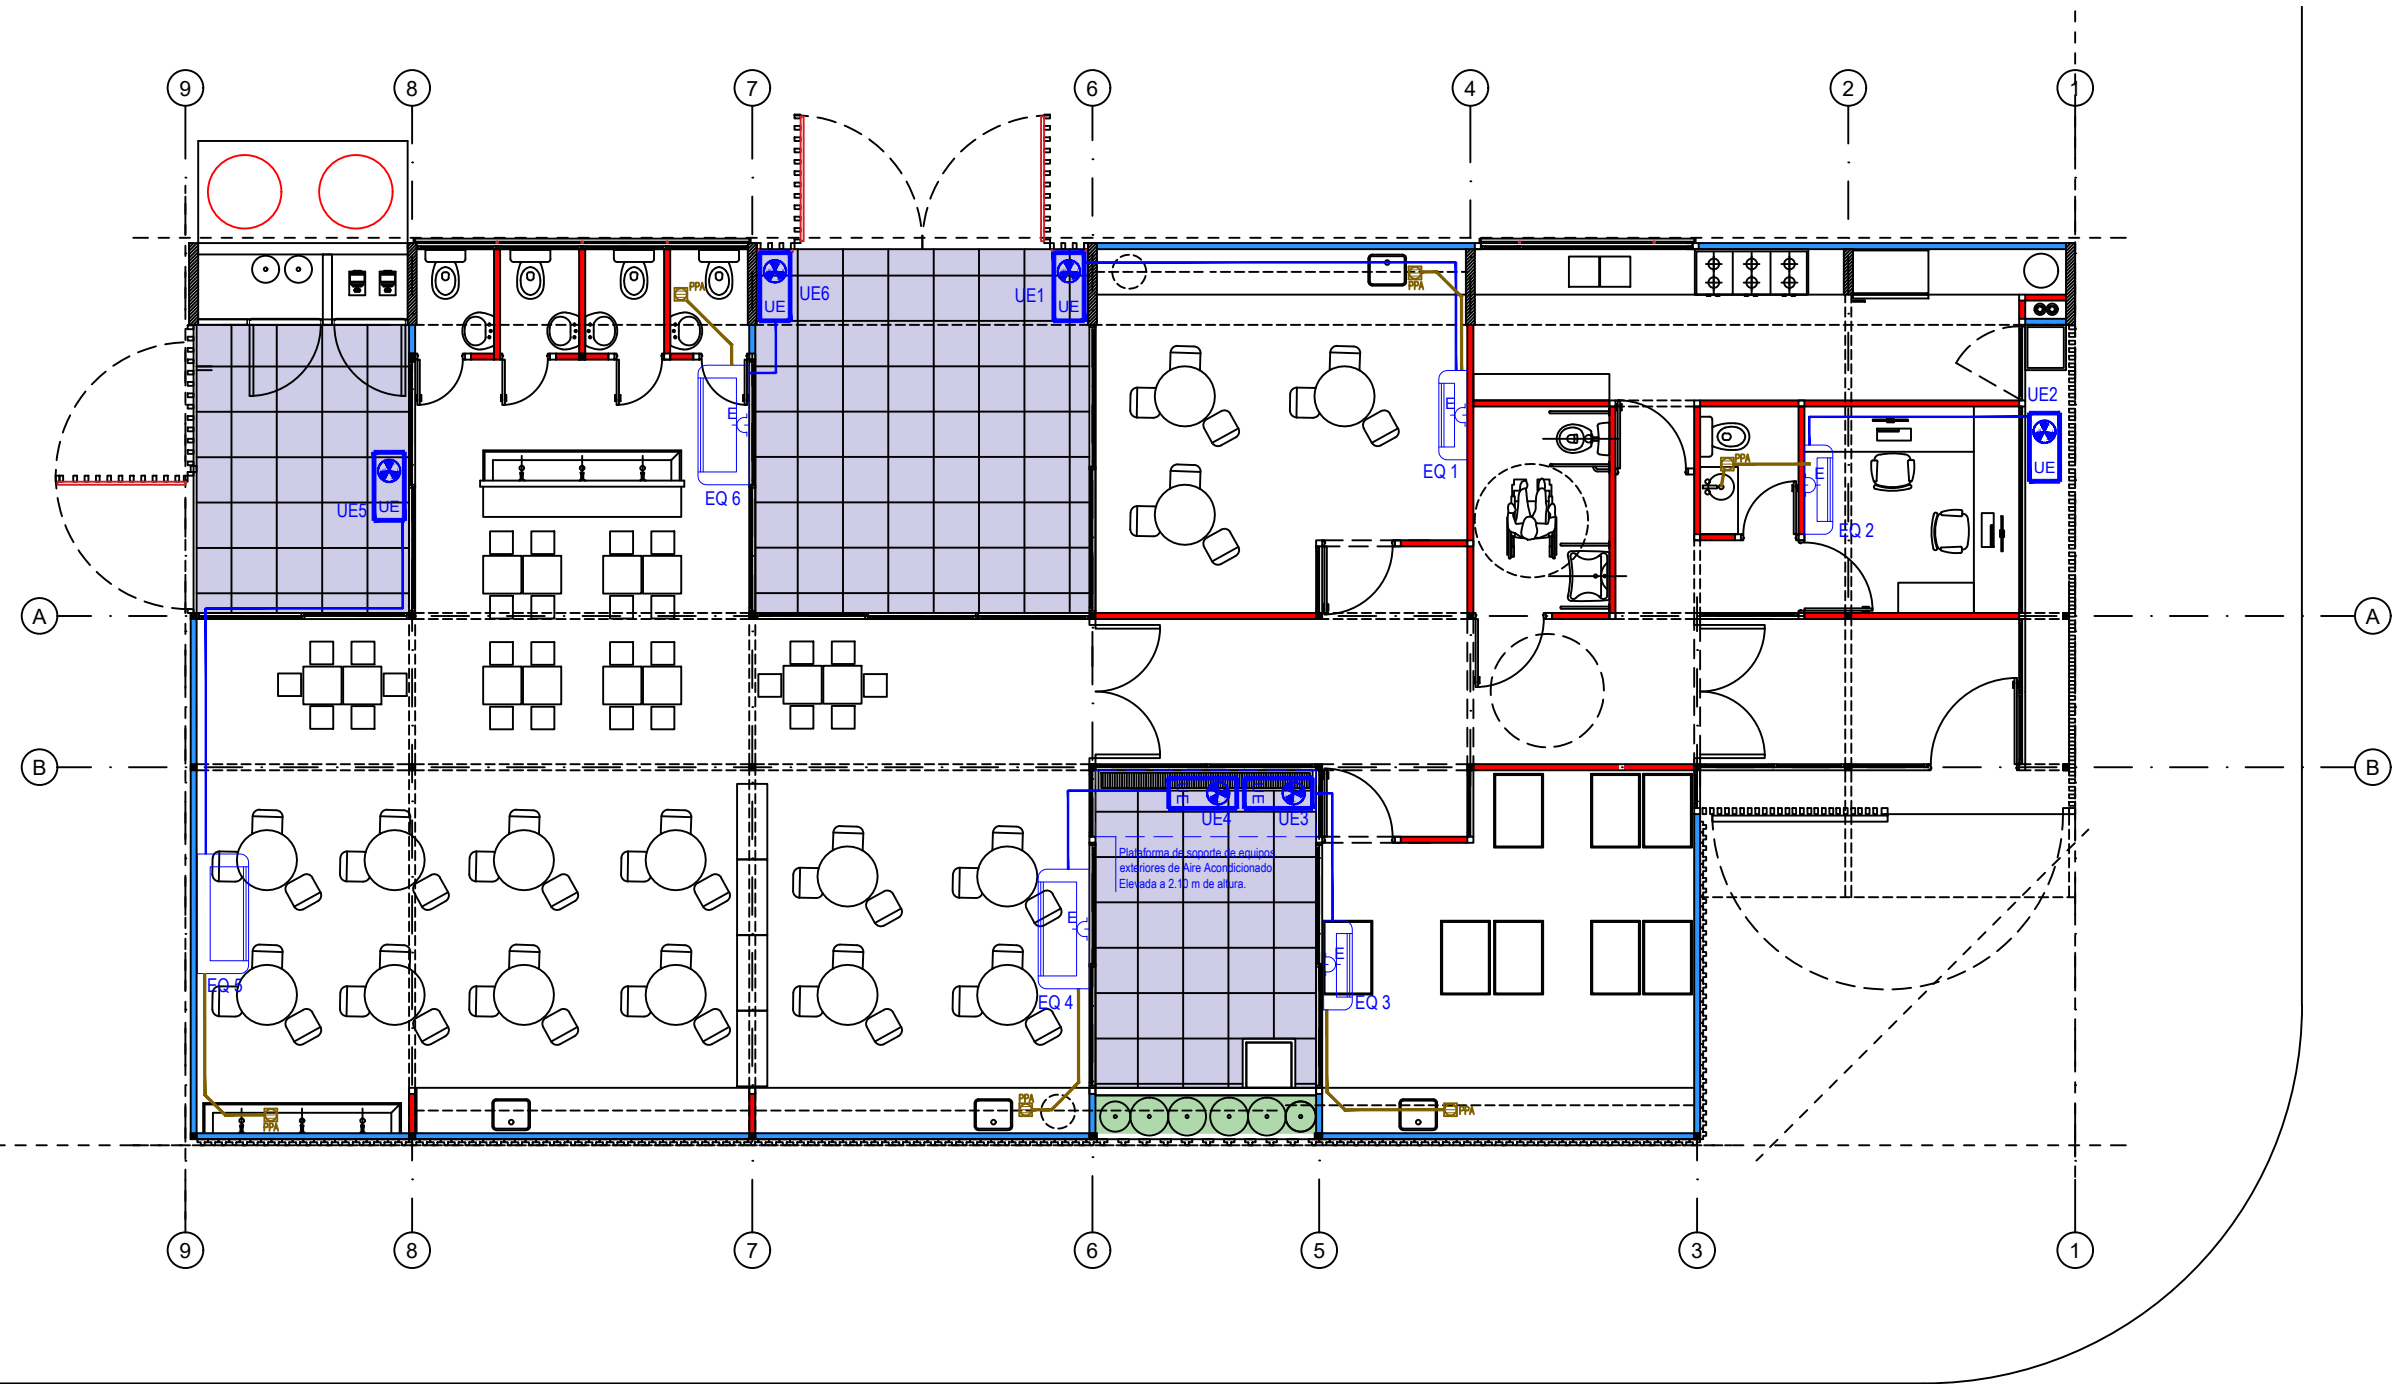 9
8
7
6
4
2
1
PPA
UE6
UE1
UE
UE
PPA
UE2
UE
E
E
EQ 1
PPA
E
EQ 6
UE5
UE
EQ 2
A
A
B
B
UE
UE
UE4
UE3
Plataforma de soporte de equipos
exteriores de Aire Acondicionado
Elevada a 2.10 m de altura.
E
E
EQ 5
EQ 4
EQ 3
PPA
PPA
PPA
9
8
7
6
5
3
1